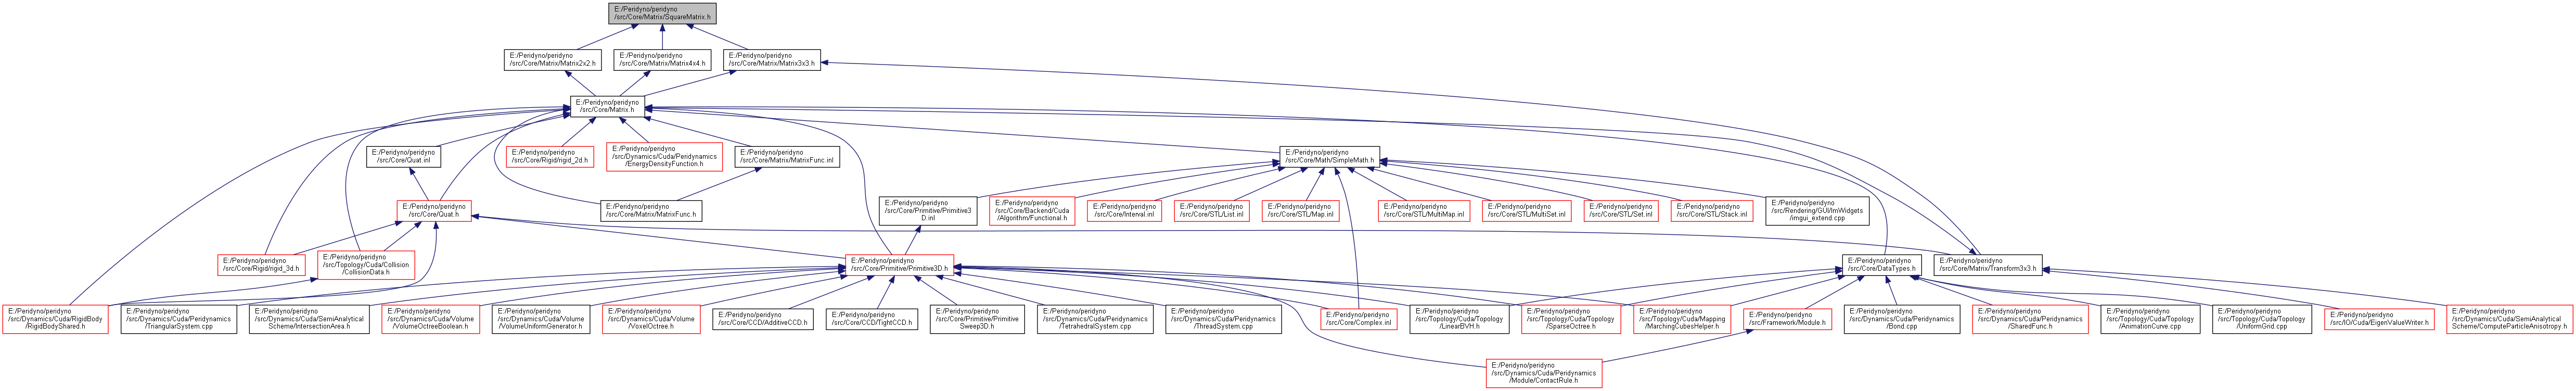 E:/Peridyno/peridyno
/src/Core/Matrix/SquareMatrix.h
E:/Peridyno/peridyno
/src/Core/Matrix/Matrix2x2.h
E:/Peridyno/peridyno
/src/Core/Matrix/Matrix4x4.h
E:/Peridyno/peridyno
/src/Core/Matrix/Matrix3x3.h
E:/Peridyno/peridyno
/src/Core/Matrix.h
E:/Peridyno/peridyno
/src/Core/Quat.inl
E:/Peridyno/peridyno
/src/Core/Rigid/rigid_2d.h
E:/Peridyno/peridyno
/src/Dynamics/Cuda/Peridynamics
/EnergyDensityFunction.h
E:/Peridyno/peridyno
/src/Core/Matrix/MatrixFunc.inl
E:/Peridyno/peridyno
/src/Core/Math/SimpleMath.h
E:/Peridyno/peridyno
/src/Core/Quat.h
E:/Peridyno/peridyno
/src/Core/Matrix/MatrixFunc.h
E:/Peridyno/peridyno
/src/Core/Primitive/Primitive3
D.inl
E:/Peridyno/peridyno
/src/Core/Backend/Cuda
/Algorithm/Functional.h
E:/Peridyno/peridyno
/src/Core/Interval.inl
E:/Peridyno/peridyno
/src/Core/STL/List.inl
E:/Peridyno/peridyno
/src/Core/STL/Map.inl
E:/Peridyno/peridyno
/src/Core/STL/MultiMap.inl
E:/Peridyno/peridyno
/src/Core/STL/MultiSet.inl
E:/Peridyno/peridyno
/src/Core/STL/Set.inl
E:/Peridyno/peridyno
/src/Core/STL/Stack.inl
E:/Peridyno/peridyno
/src/Rendering/GUI/ImWidgets
/imgui_extend.cpp
E:/Peridyno/peridyno
/src/Core/Rigid/rigid_3d.h
E:/Peridyno/peridyno
/src/Topology/Cuda/Collision
/CollisionData.h
E:/Peridyno/peridyno
/src/Core/Primitive/Primitive3D.h
E:/Peridyno/peridyno
/src/Core/DataTypes.h
E:/Peridyno/peridyno
/src/Core/Matrix/Transform3x3.h
E:/Peridyno/peridyno
/src/Dynamics/Cuda/RigidBody
/RigidBodyShared.h
E:/Peridyno/peridyno
/src/Dynamics/Cuda/Peridynamics
/TriangularSystem.cpp
E:/Peridyno/peridyno
/src/Dynamics/Cuda/SemiAnalytical
Scheme/IntersectionArea.h
E:/Peridyno/peridyno
/src/Dynamics/Cuda/Volume
/VolumeOctreeBoolean.h
E:/Peridyno/peridyno
/src/Dynamics/Cuda/Volume
/VolumeUniformGenerator.h
E:/Peridyno/peridyno
/src/Dynamics/Cuda/Volume
/VoxelOctree.h
E:/Peridyno/peridyno
/src/Core/CCD/AdditiveCCD.h
E:/Peridyno/peridyno
/src/Core/CCD/TightCCD.h
E:/Peridyno/peridyno
/src/Core/Primitive/Primitive
Sweep3D.h
E:/Peridyno/peridyno
/src/Dynamics/Cuda/Peridynamics
/TetrahedralSystem.cpp
E:/Peridyno/peridyno
/src/Dynamics/Cuda/Peridynamics
/ThreadSystem.cpp
E:/Peridyno/peridyno
/src/Core/Complex.inl
E:/Peridyno/peridyno
/src/Topology/Cuda/Topology
/LinearBVH.h
E:/Peridyno/peridyno
/src/Topology/Cuda/Topology
/SparseOctree.h
E:/Peridyno/peridyno
/src/Topology/Cuda/Mapping
/MarchingCubesHelper.h
E:/Peridyno/peridyno
/src/Framework/Module.h
E:/Peridyno/peridyno
/src/Dynamics/Cuda/Peridynamics
/Bond.cpp
E:/Peridyno/peridyno
/src/Dynamics/Cuda/Peridynamics
/SharedFunc.h
E:/Peridyno/peridyno
/src/Topology/Cuda/Topology
/AnimationCurve.cpp
E:/Peridyno/peridyno
/src/Topology/Cuda/Topology
/UniformGrid.cpp
E:/Peridyno/peridyno
/src/IO/Cuda/EigenValueWriter.h
E:/Peridyno/peridyno
/src/Dynamics/Cuda/SemiAnalytical
Scheme/ComputeParticleAnisotropy.h
E:/Peridyno/peridyno
/src/Dynamics/Cuda/Peridynamics
/Module/ContactRule.h